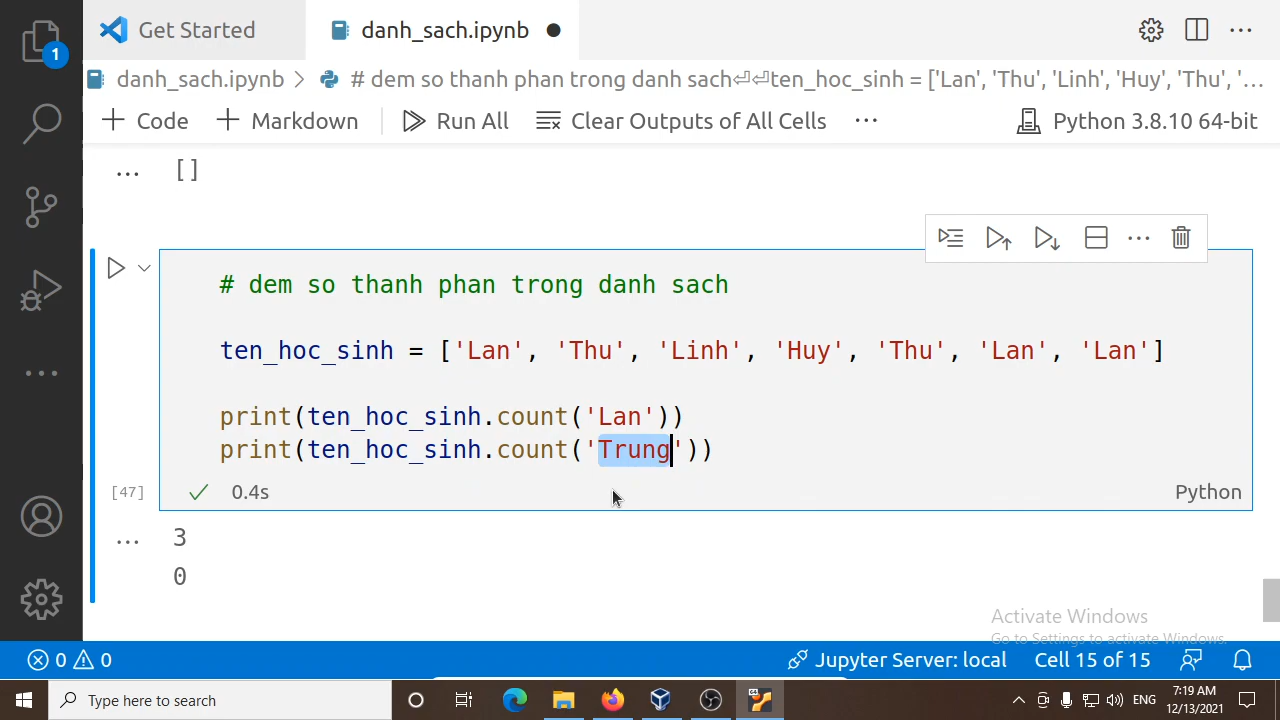 Get Started
danh_sach.ipynb ●
1
danh_sach.ipynb > # dem so thanh phan trong danh sach⏎⏎ten_hoc_sinh = ['Lan', 'Thu', 'Linh', 'Huy', 'Thu', '...
+ Code + Markdown Run All Clear Outputs of All Cells ... Python 3.8.10 64-bit
... []
# dem so thanh phan trong danh sach
ten_hoc_sinh = ['Lan', 'Thu', 'Linh', 'Huy', 'Thu', 'Lan', 'Lan']
print(ten_hoc_sinh.count('Lan'))
print(ten_hoc_sinh.count('Trung'))
[47] ✓ 0.4s Python
... 3
0
Activate Windows
Go to Settings to activate Windows.
0 0 Jupyter Server: local Cell 15 of 15
Type here to search
64
ENG
7:19 AM
12/13/2021